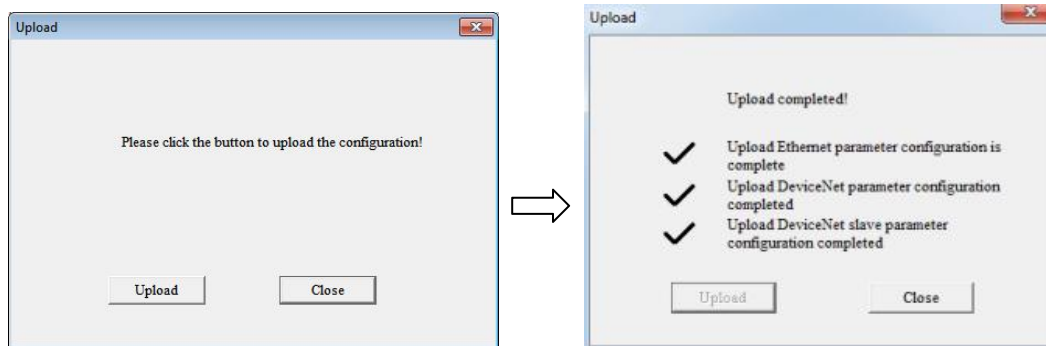 Upload
Please click the button to upload the configuration!
Upload
Close
Upload
Upload completed!
Upload Ethernet parameter configuration is
complete
Upload DeviceNet parameter configuration
completed
Upload DeviceNet slave parameter
configuration completed
Upload
Close